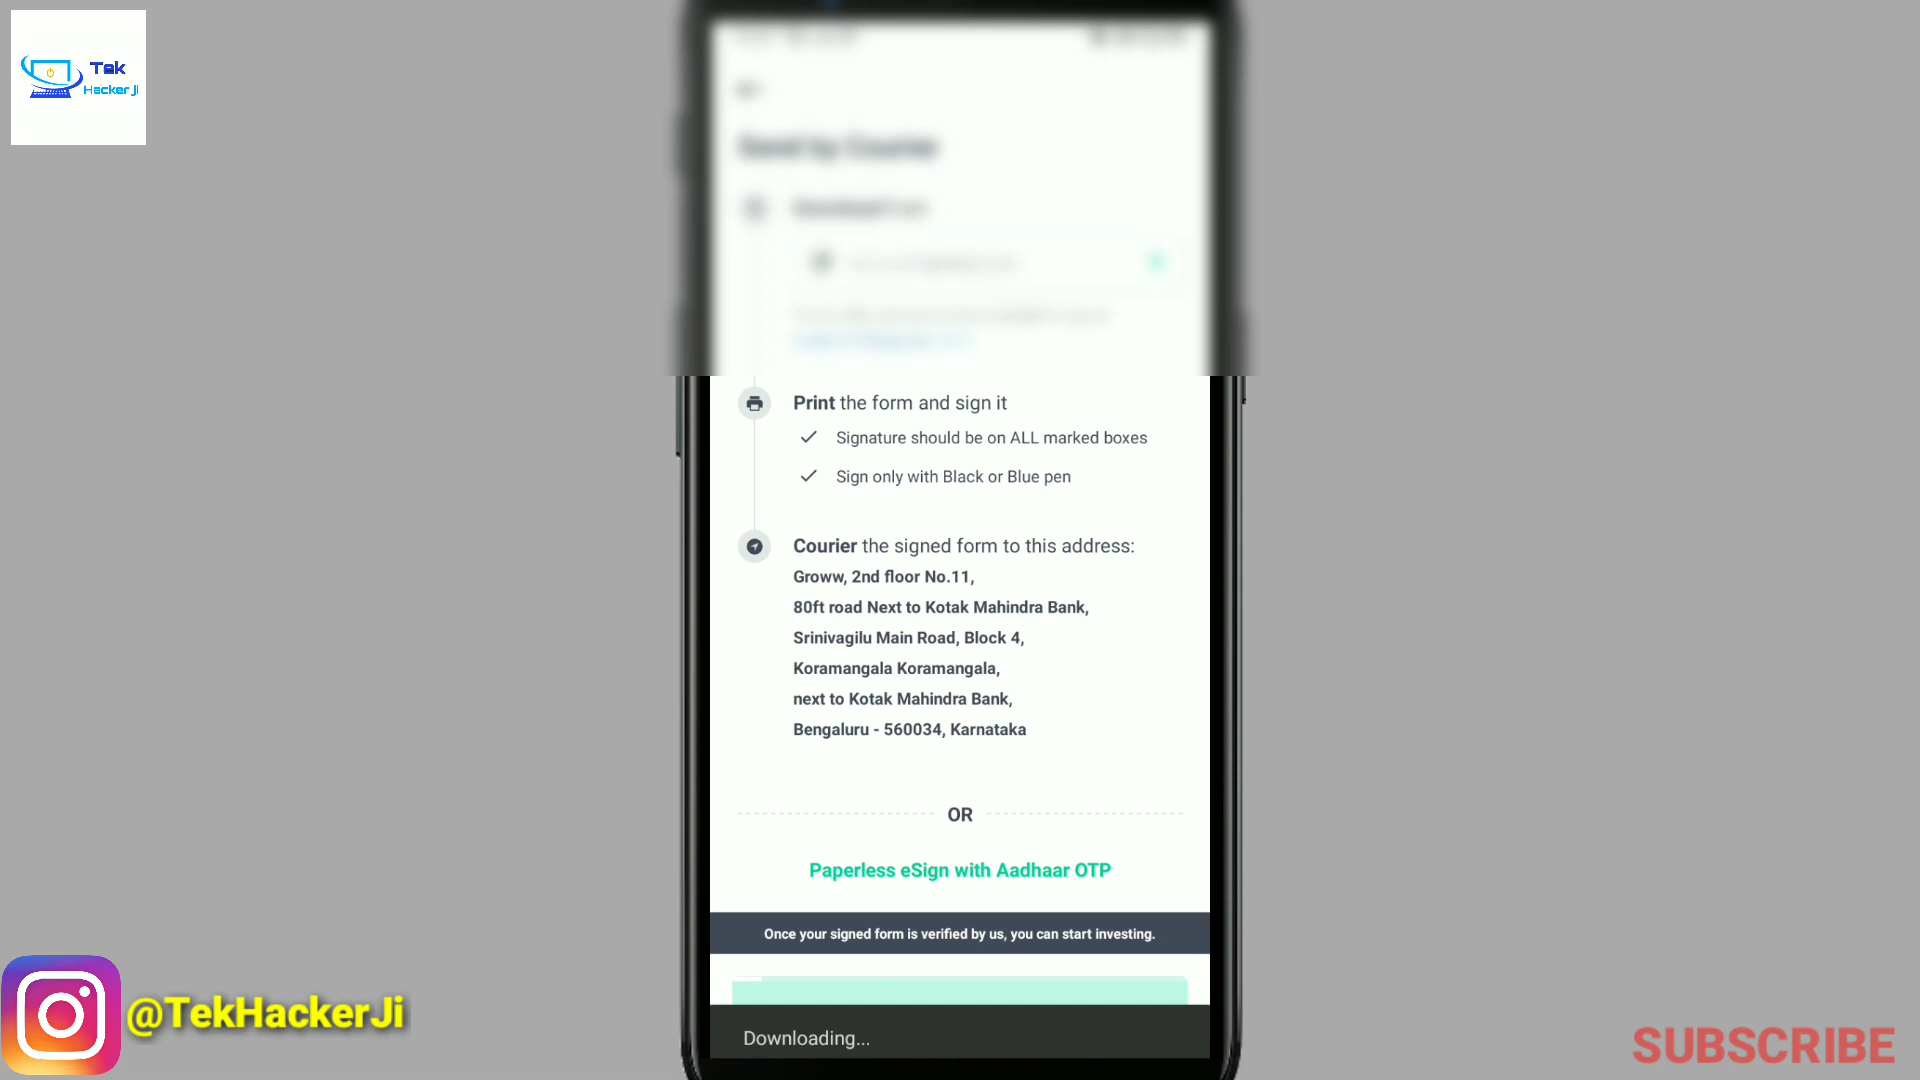 Tek
Hacker Ji
Send by Courier
Download
Print the form and sign it
Signature should be on ALL marked boxes
Sign only with Black or Blue pen
Courier the signed form to this address:
Groww, 2nd floor No.11,
80ft road Next to Kotak Mahindra Bank,
Srinivagilu Main Road, Block 4,
Koramangala Koramangala,
next to Kotak Mahindra Bank,
Bengaluru - 560034, Karnataka
OR
Paperless eSign with Aadhaar OTP
Once your signed form is verified by us, you can start investing.
Downloading...
@TekHackerJi
SUBSCRIBE